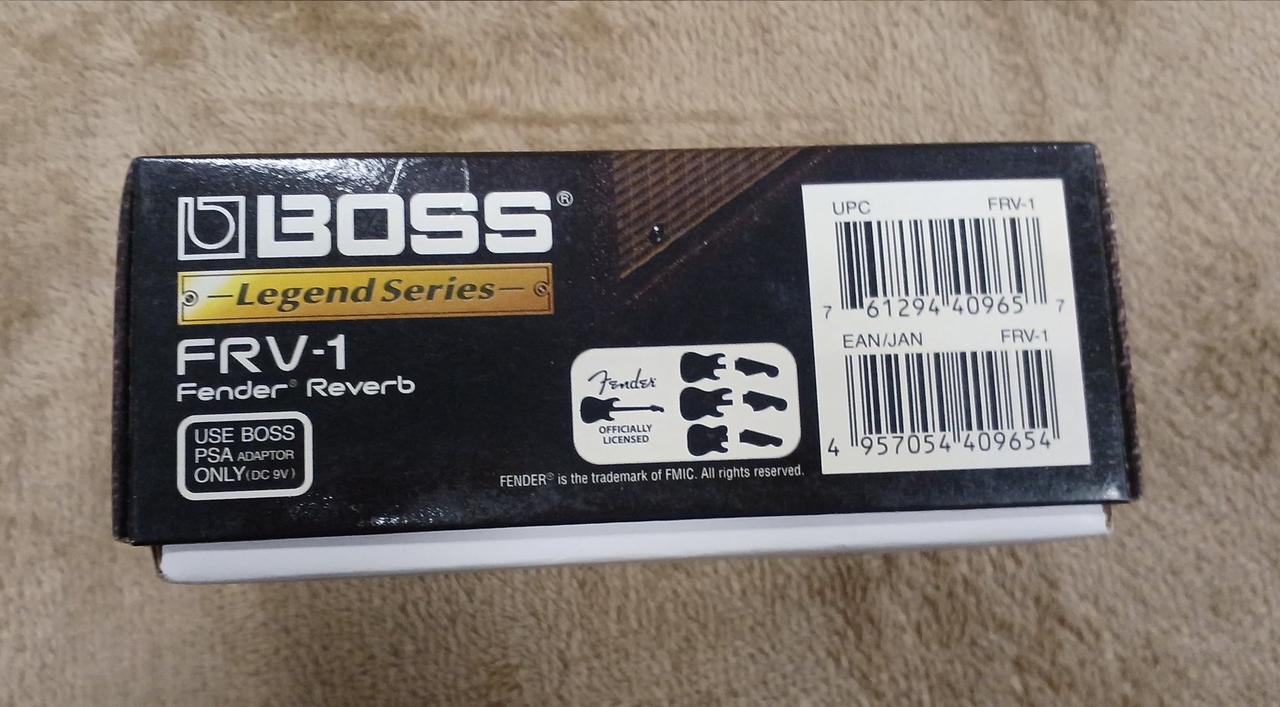 BOSS®
Legend Series
FRV-1
Fender® Reverb
USE BOSS
PSA ADAPTOR
ONLY (DC 9V)
Fender
OFFICIALLY
LICENSED
FENDER® is the trademark of FMIC. All rights reserved.
UPC FRV-1
7 61294 40965 7
EAN/JAN FRV-1
4 957054 409654